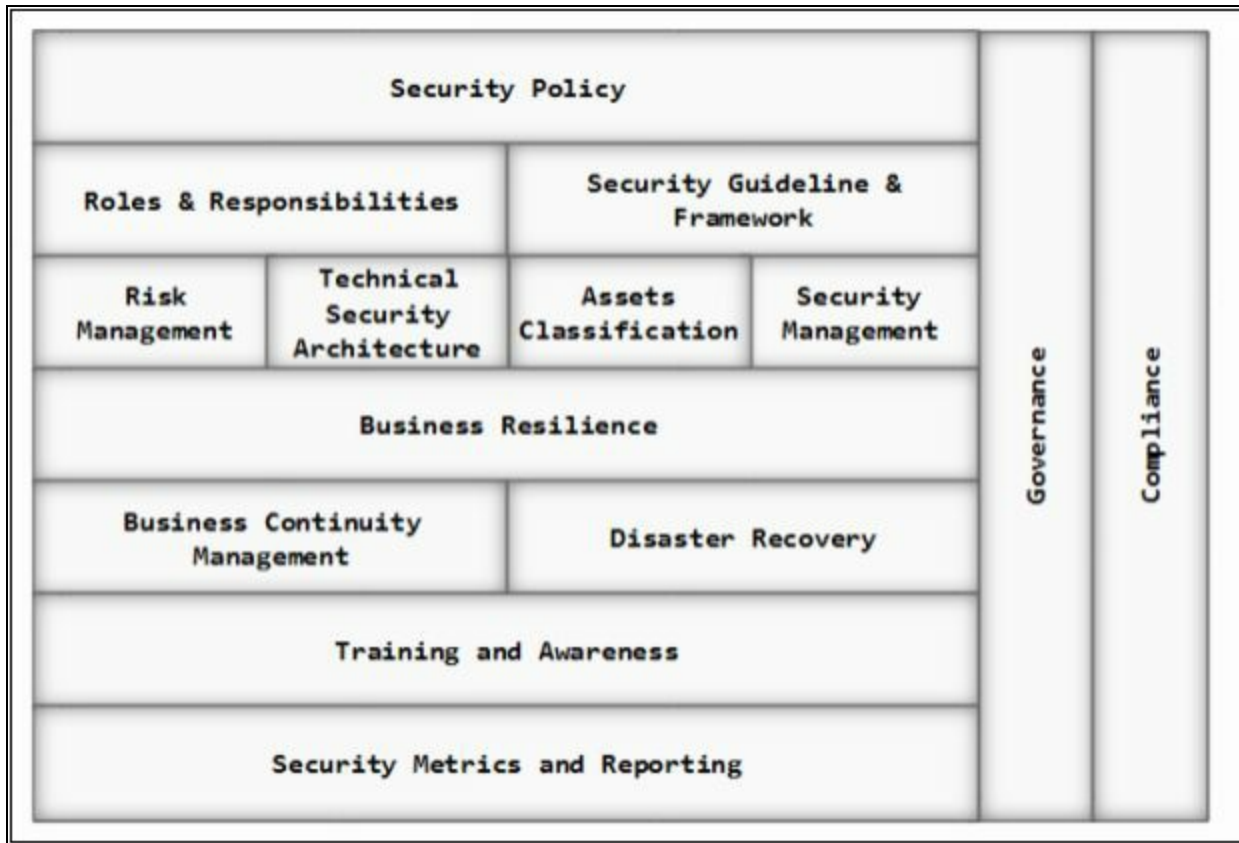 Security Policy
Roles & Responsibilities
Security Guideline &
Framework
Risk
Management
Technical
Security
Architecture
Assets
Classification
Security
Management
Business Resilience
Business Continuity
Management
Disaster Recovery
Training and Awareness
Security Metrics and Reporting
Governance
Compliance